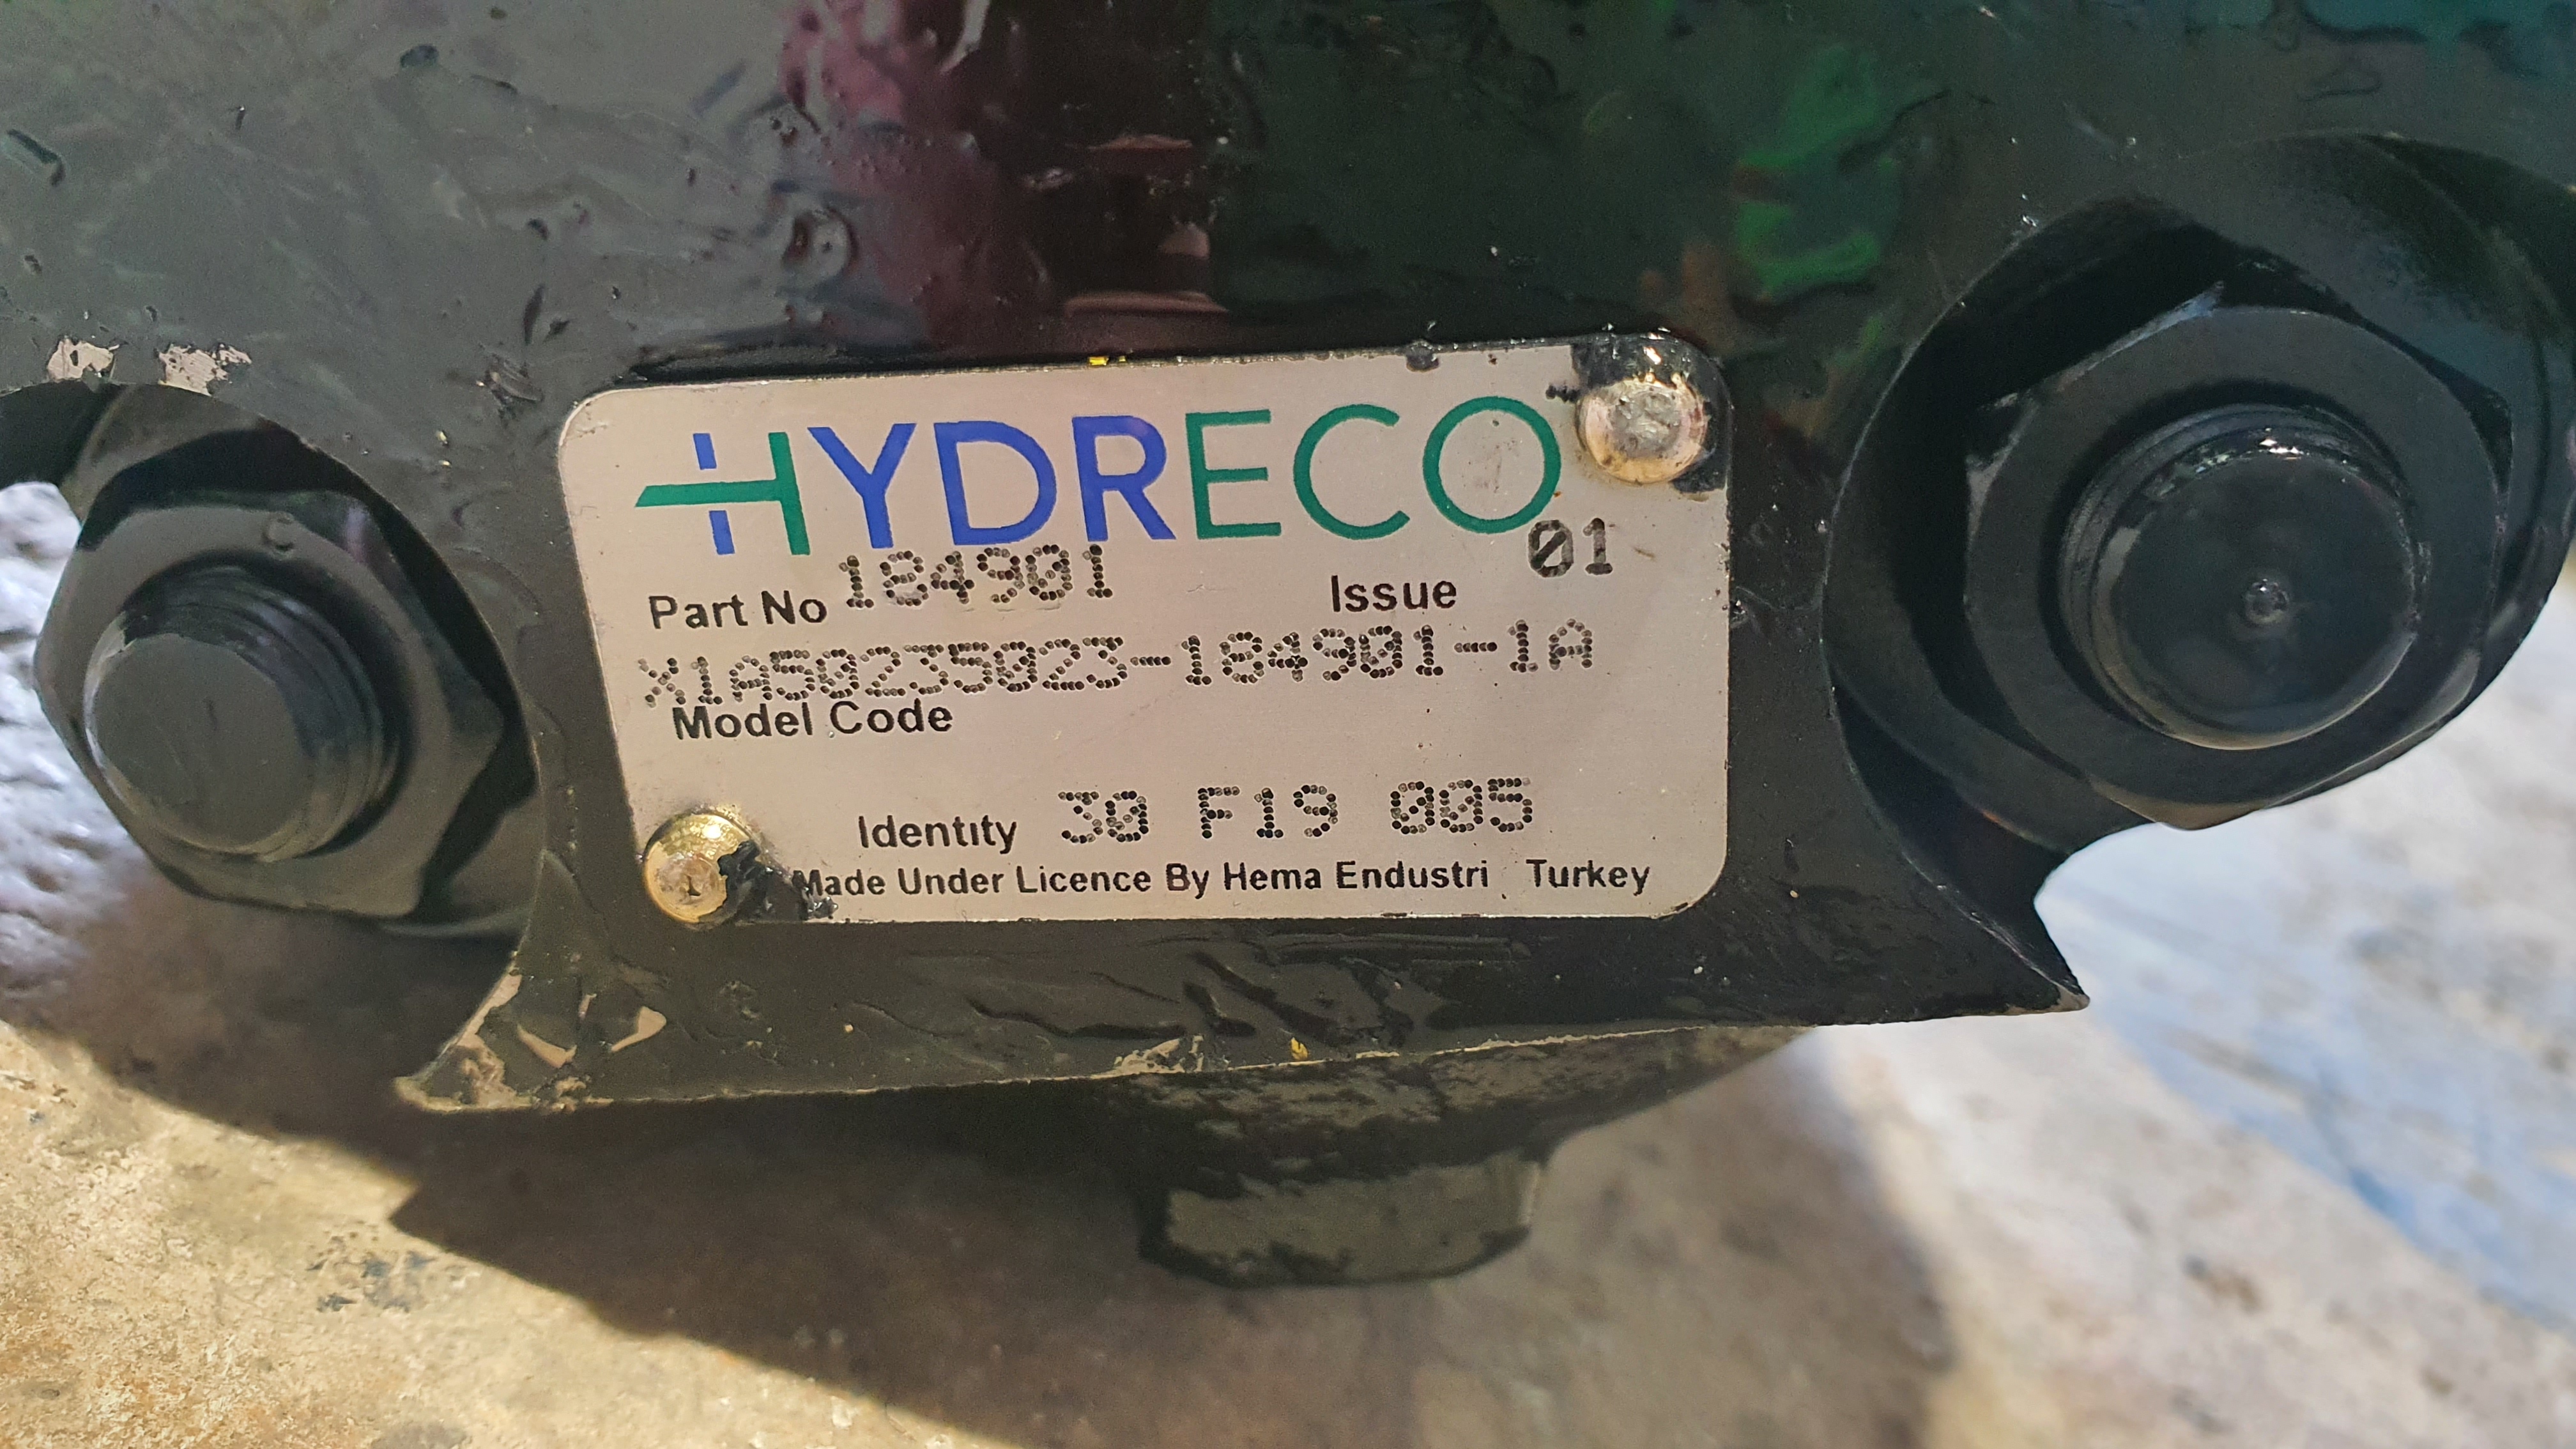 HYDRECO
Part No 184901 Issue 01
X1A50235023-184901-1A
Model Code
Identity 30 F19 005
Made Under Licence By Hema Endustri Turkey